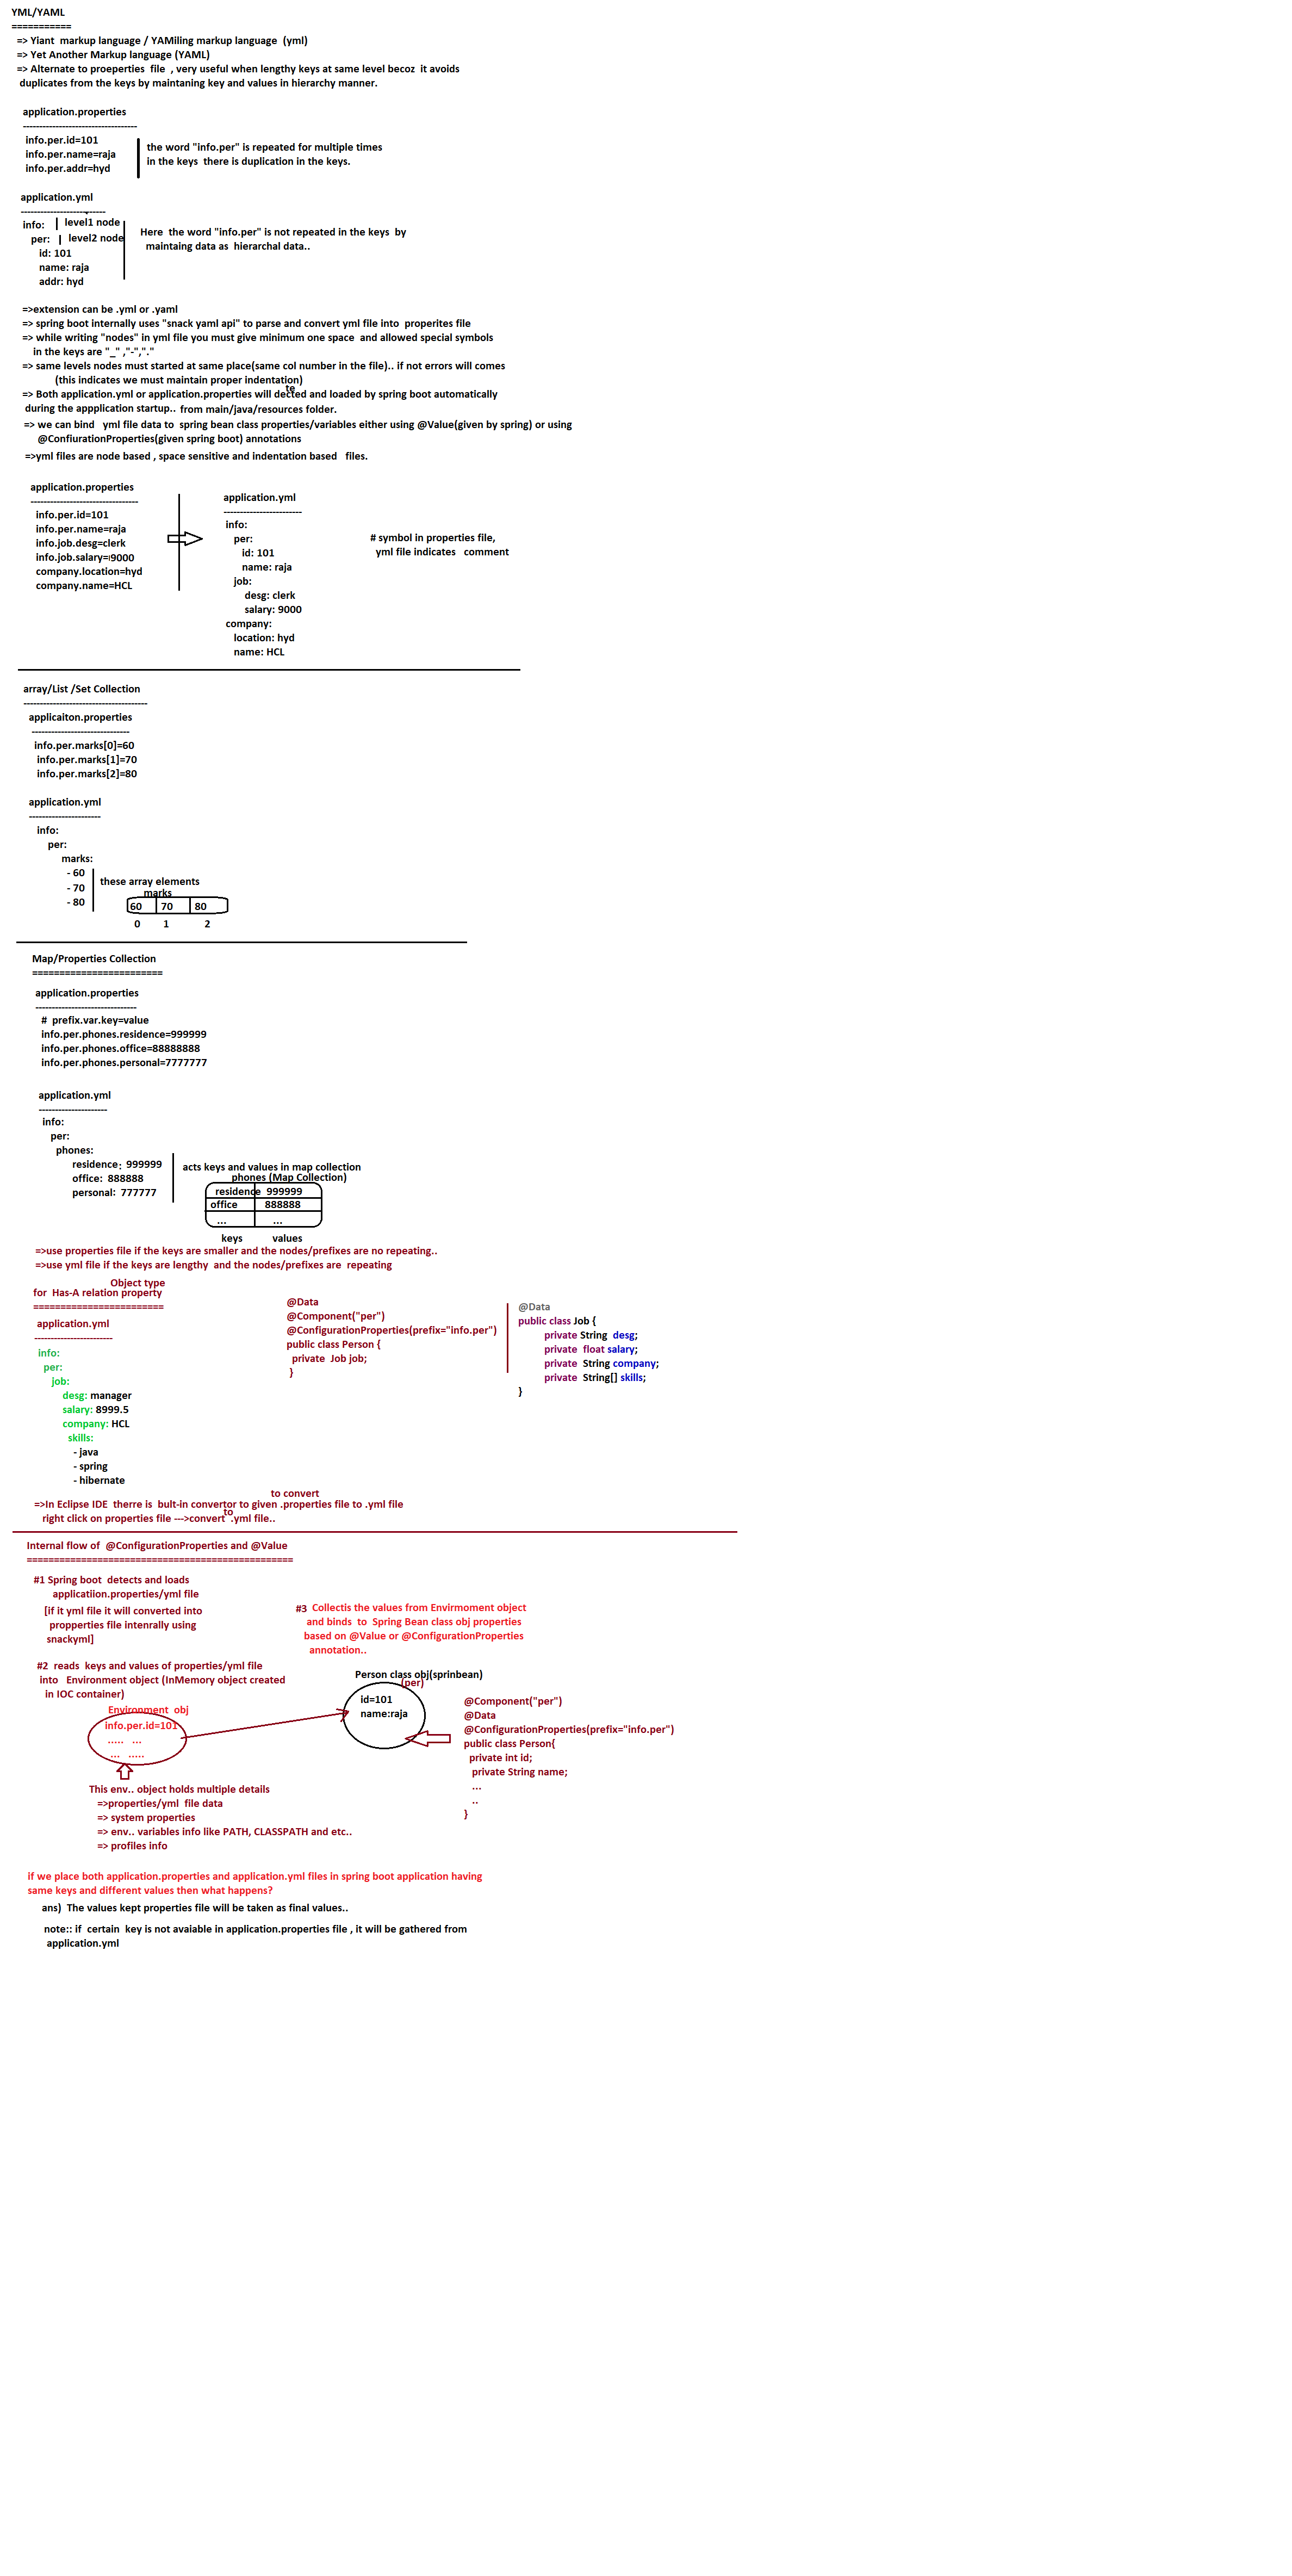 YML/YAML
===========
=> Yiant  markup language / YAMiling markup language  (yml)
=> Yet Another Markup language (YAML)
=> Alternate to proeperties  file  , very useful when lengthy keys at same level becoz  it avoids
duplicates from the keys by maintaning key and values in hierarchy manner.
application.properties
-----------------------------------
info.per.id=101
info.per.name=raja
info.per.addr=hyd
the word "info.per" is repeated for multiple times
in the keys  there is duplication in the keys.
application.yml
--------------------------
info:
level1 node
per:
level2 node
id: 101
name: raja
addr: hyd
Here  the word "info.per" is not repeated in the keys  by
maintaing data as  hierarchal data..
=>extension can be .yml or .yaml
=> spring boot internally uses "snack yaml api" to parse and convert yml file into  properites file
=> while writing "nodes" in yml file you must give minimum one space  and allowed special symbols
in the keys are "_" ,"-","."
=> same levels nodes must started at same place(same col number in the file).. if not errors will comes
(this indicates we must maintain proper indentation)
te
=> Both application.yml or application.properties will dected and loaded by spring boot automatically
during the appplication startup..  from main/java/resources folder.
=> we can bind   yml file data to  spring bean class properties/variables either using @Value(given by spring) or using
@ConfiurationProperties(given spring boot) annotations
=>yml files are node based , space sensitive and indentation based   files.
application.properties
---------------------------------
info.per.id=101
info.per.name=raja
info.job.desg=clerk
info.job.salary=9000
company.location=hyd
company.name=HCL
application.yml
------------------------
info:
per:
id: 101
name: raja
job:
desg: clerk
salary: 9000
company:
location: hyd
name: HCL
# symbol in properties file,
yml file indicates   comment
array/List /Set Collection
--------------------------------------
applicaiton.properties
------------------------------
info.per.marks[0]=60
info.per.marks[1]=70
info.per.marks[2]=80
application.yml
----------------------
info:
per:
marks:
- 60
- 70
- 80
these array elements
marks
60 70 80
0 1 2
Map/Properties Collection
========================
application.properties
-------------------------------
#  prefix.var.key=value
info.per.phones.residence=999999
info.per.phones.office=88888888
info.per.phones.personal=7777777
application.yml
---------------------
info:
per:
phones:
residence:  999999
office:  888888
personal:  777777
acts keys and values in map collection
phones (Map Collection)
residence  999999
office  888888
...  ...
keys  values
=>use properties file if the keys are smaller and the nodes/prefixes are no repeating..
=>use yml file if the keys are lengthy  and the nodes/prefixes are  repeating
Object type
for  Has-A relation property
========================
application.yml
------------------------
info:
per:
job:
desg: manager
salary: 8999.5
company: HCL
skills:
- java
- spring
- hibernate
@Data
@Component("per")
@ConfigurationProperties(prefix="info.per")
public class Person {
private  Job job;
}
@Data
public class Job {
private String  desg;
private  float salary;
private  String company;
private  String[] skills;
}
to convert
=>In Eclipse IDE  therre is  bult-in convertor to given .properties file to .yml file
to
right click on properties file --->convert  .yml file..
Internal flow of  @ConfigurationProperties and @Value
=================================================
#1 Spring boot  detects and loads
applicatiion.properties/yml file
[if it yml file it will converted into
propperties file intenrally using
snackyml]
#3  Collectis the values from Envirmoment object
and binds  to  Spring Bean class obj properties
based on @Value or @ConfigurationProperties
annotation..
#2  reads  keys and values of properties/yml file
into   Environment object (InMemory object created
in IOC container)
Environment  obj
info.per.id=101
.....   ...
...   .....
Person class obj(sprinbean)
(per)
id=101
name:raja
@Component("per")
@Data
@ConfigurationProperties(prefix="info.per")
public class Person{
private int id;
private String name;
...
..
}
This env.. object holds multiple details
=>properties/yml  file data
=> system properties
=> env.. variables info like PATH, CLASSPATH and etc..
=> profiles info
if we place both application.properties and application.yml files in spring boot application having
same keys and different values then what happens?
ans)  The values kept properties file will be taken as final values..
note:: if  certain  key is not avaiable in application.properties file , it will be gathered from
application.yml